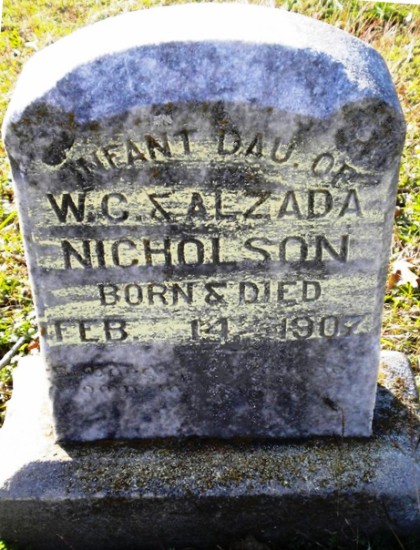 INFANT DAU. OF
W.C. & ALZADA
NICHOLSON
BORN & DIED
FEB. 14, 1907